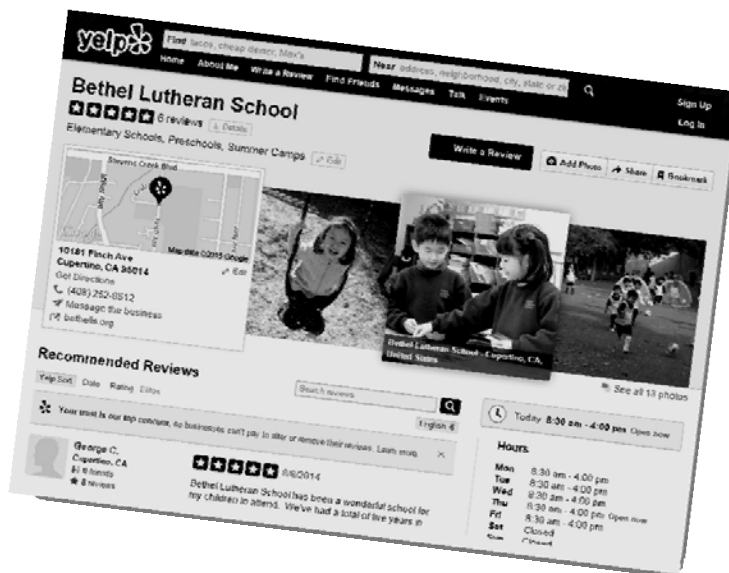 yelp
Find tacos, cheap dinner, Max's
Near address, neighborhood, city, state or zip
Home About Me Write a Review Find Friends Messages Talk Events
Sign Up
Log In
Bethel Lutheran School
6 reviews Details
Elementary Schools, Preschools, Summer Camps Edit
Write a Review
Add Photo Share Bookmark
Stevens Creek Blvd
Finch Ave
Map data ©2015 Google
10181 Finch Ave
Cupertino, CA 95014
Edit
Get Directions
(408) 252-8512
Message the business
bethells.org
Bethel Lutheran School - Cupertino, CA,
United States
See all 13 photos
Recommended Reviews
Search reviews
Yelp Sort Date Rating Elites
English 6
Your trust is our top concern, so businesses can't pay to alter or remove their reviews. Learn more.
Today 8:30 am - 4:00 pm Open now
Hours
Mon 8:30 am - 4:00 pm
Tue 8:30 am - 4:00 pm
Wed 8:30 am - 4:00 pm
Thu 8:30 am - 4:00 pm Open now
Fri 8:30 am - 4:00 pm
Sat Closed
Sun Closed
George C.
Cupertino, CA
0 friends
8 reviews
8/8/2014
Bethel Lutheran School has been a wonderful school for
my children to attend. We've had a total of five years in